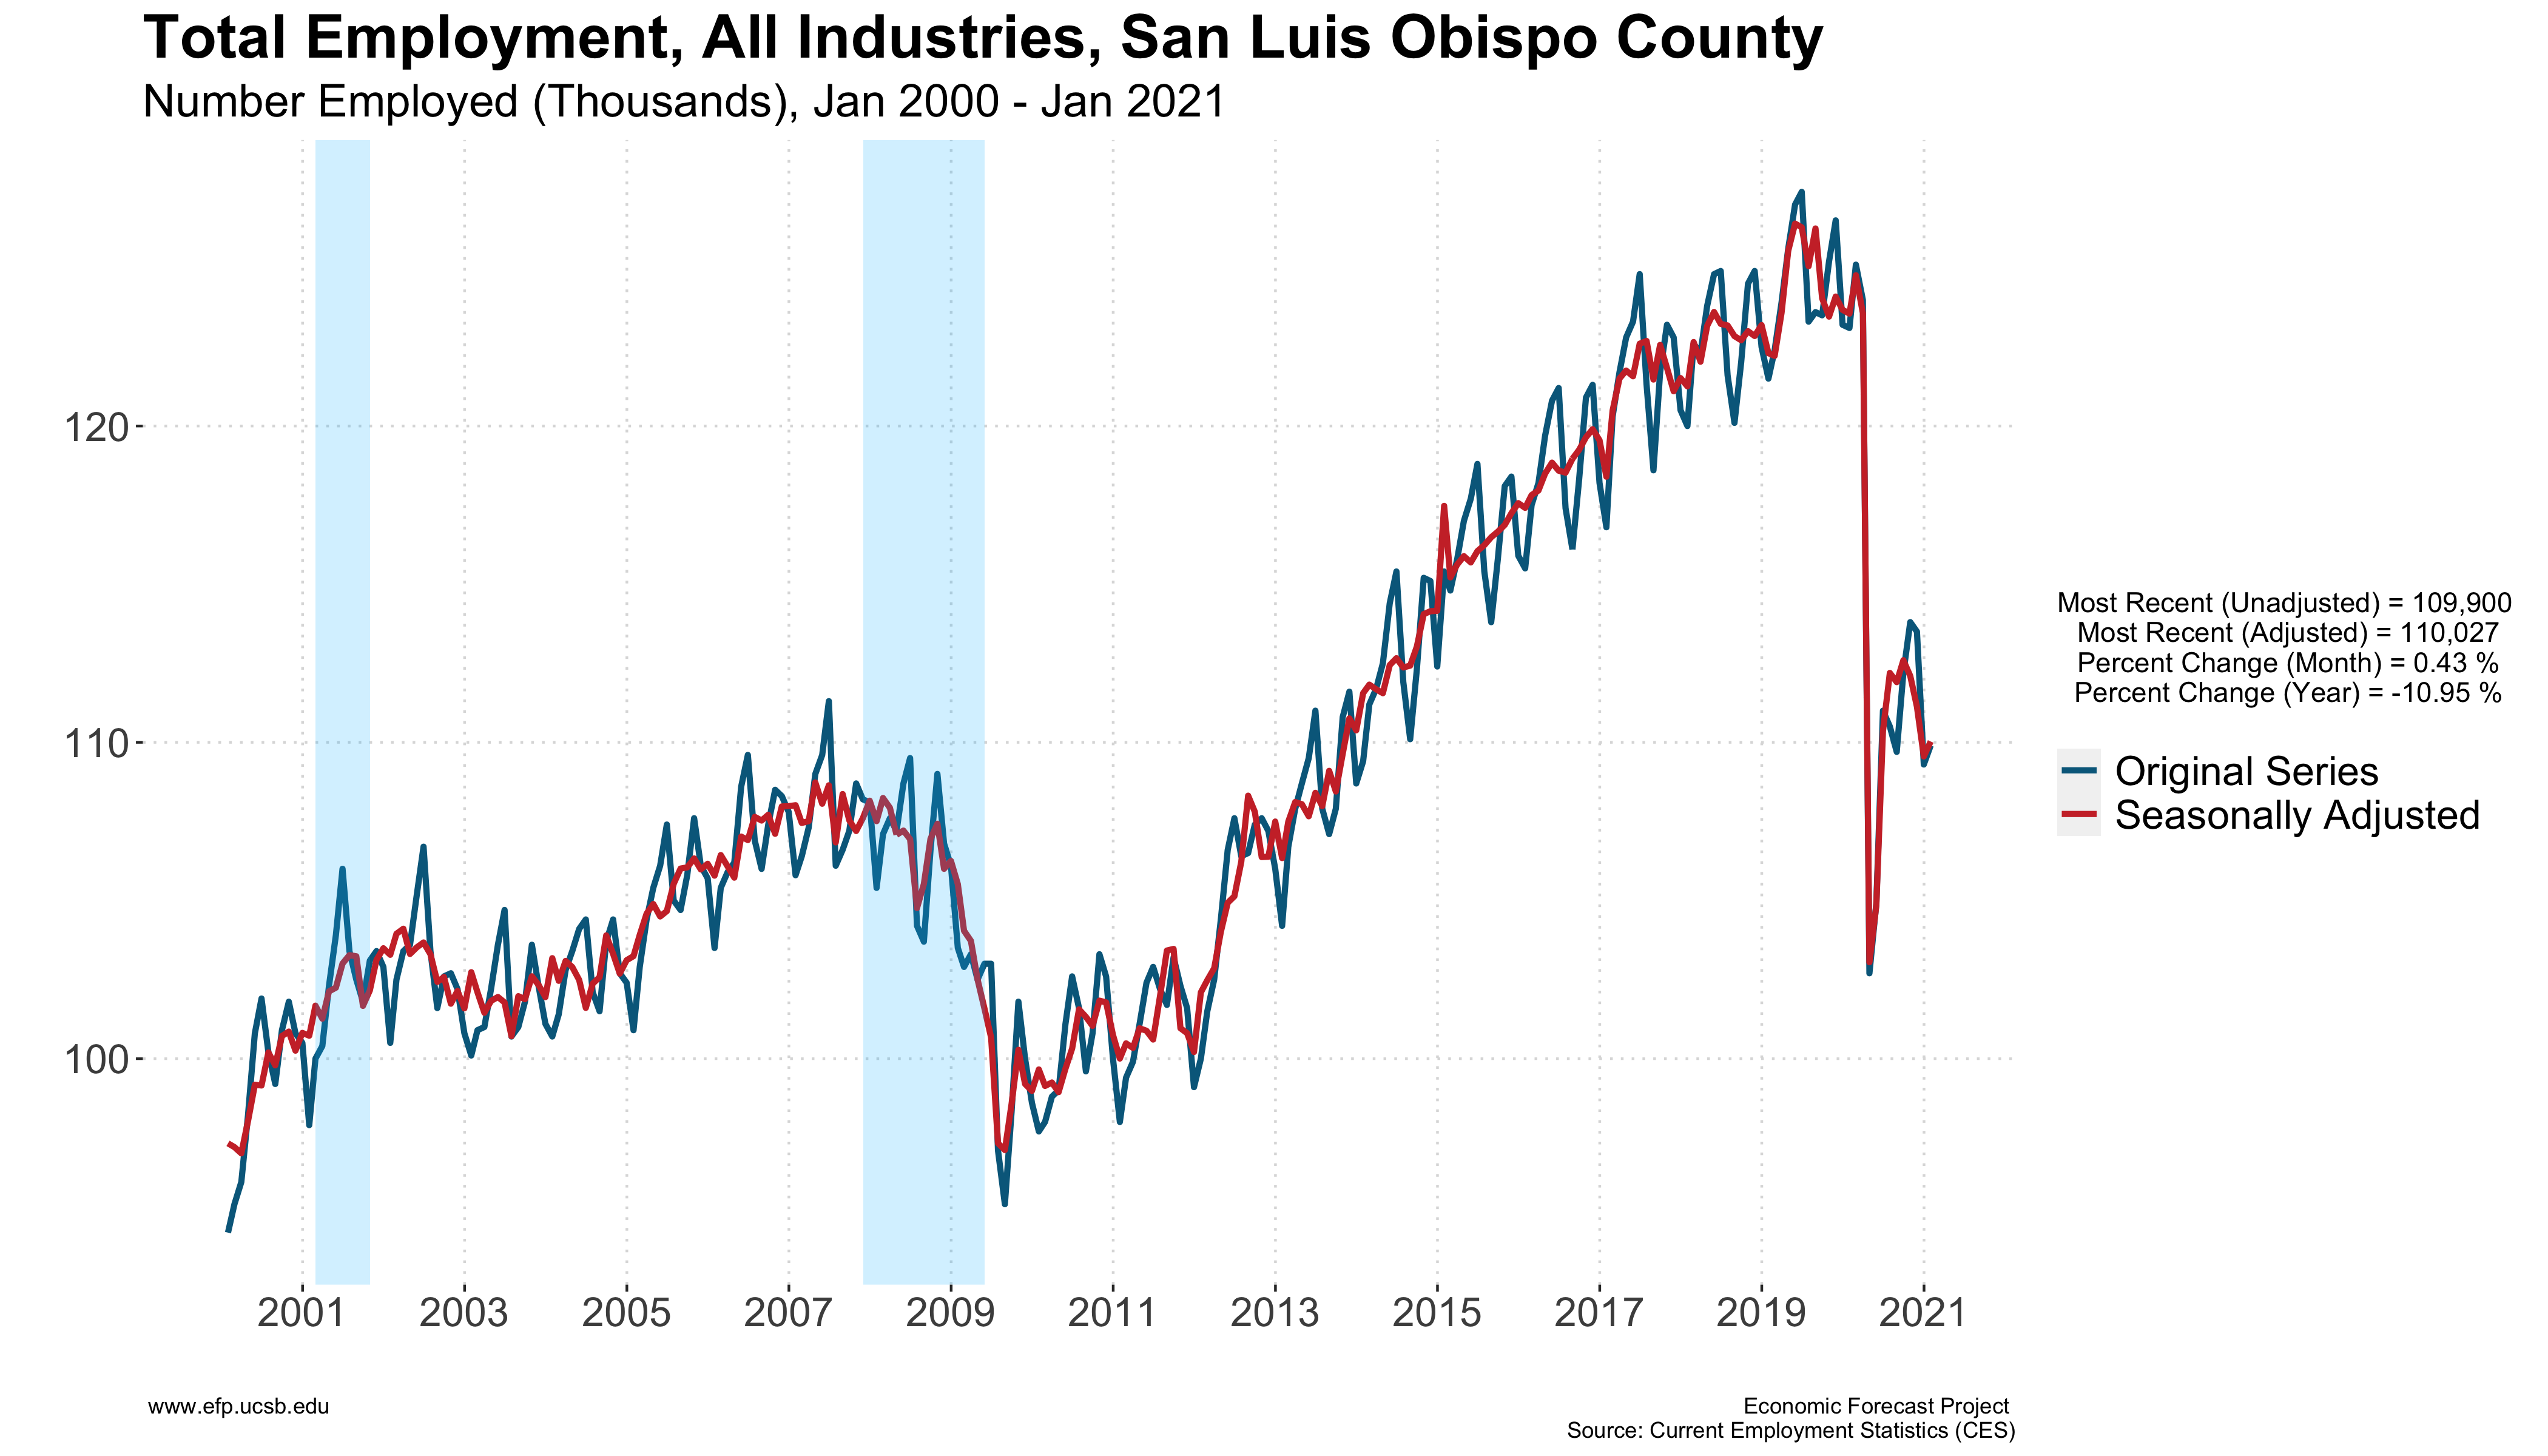 Total Employment, All Industries, San Luis Obispo County
Number Employed (Thousands), Jan 2000 - Jan 2021
120
110
100
2001 2003 2005 2007 2009 2011 2013 2015 2017 2019 2021
Most Recent (Unadjusted) = 109,900
Most Recent (Adjusted) = 110,027
Percent Change (Month) = 0.43 %
Percent Change (Year) = -10.95 %
Original Series
Seasonally Adjusted
www.efp.ucsb.edu
Economic Forecast Project
Source: Current Employment Statistics (CES)